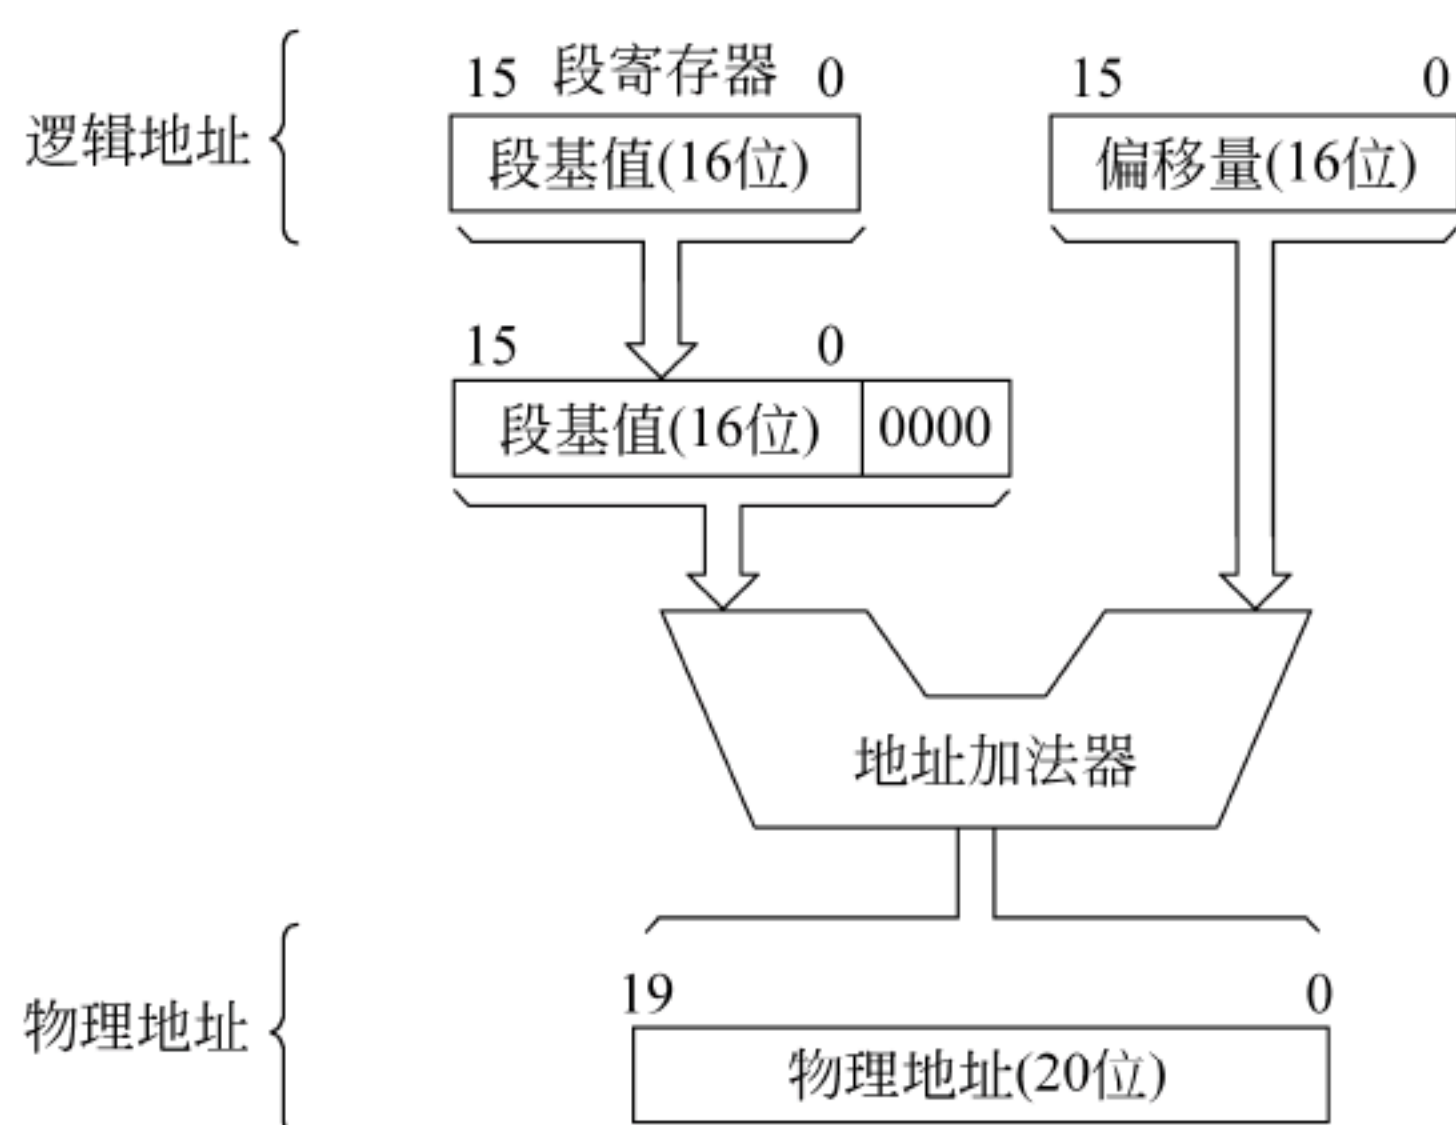 15 段寄存器 0 15 0
逻辑地址 段基值(16位) 偏移量(16位)
15 0
段基值(16位) 0000
地址加法器
19 0
物理地址 物理地址(20位)